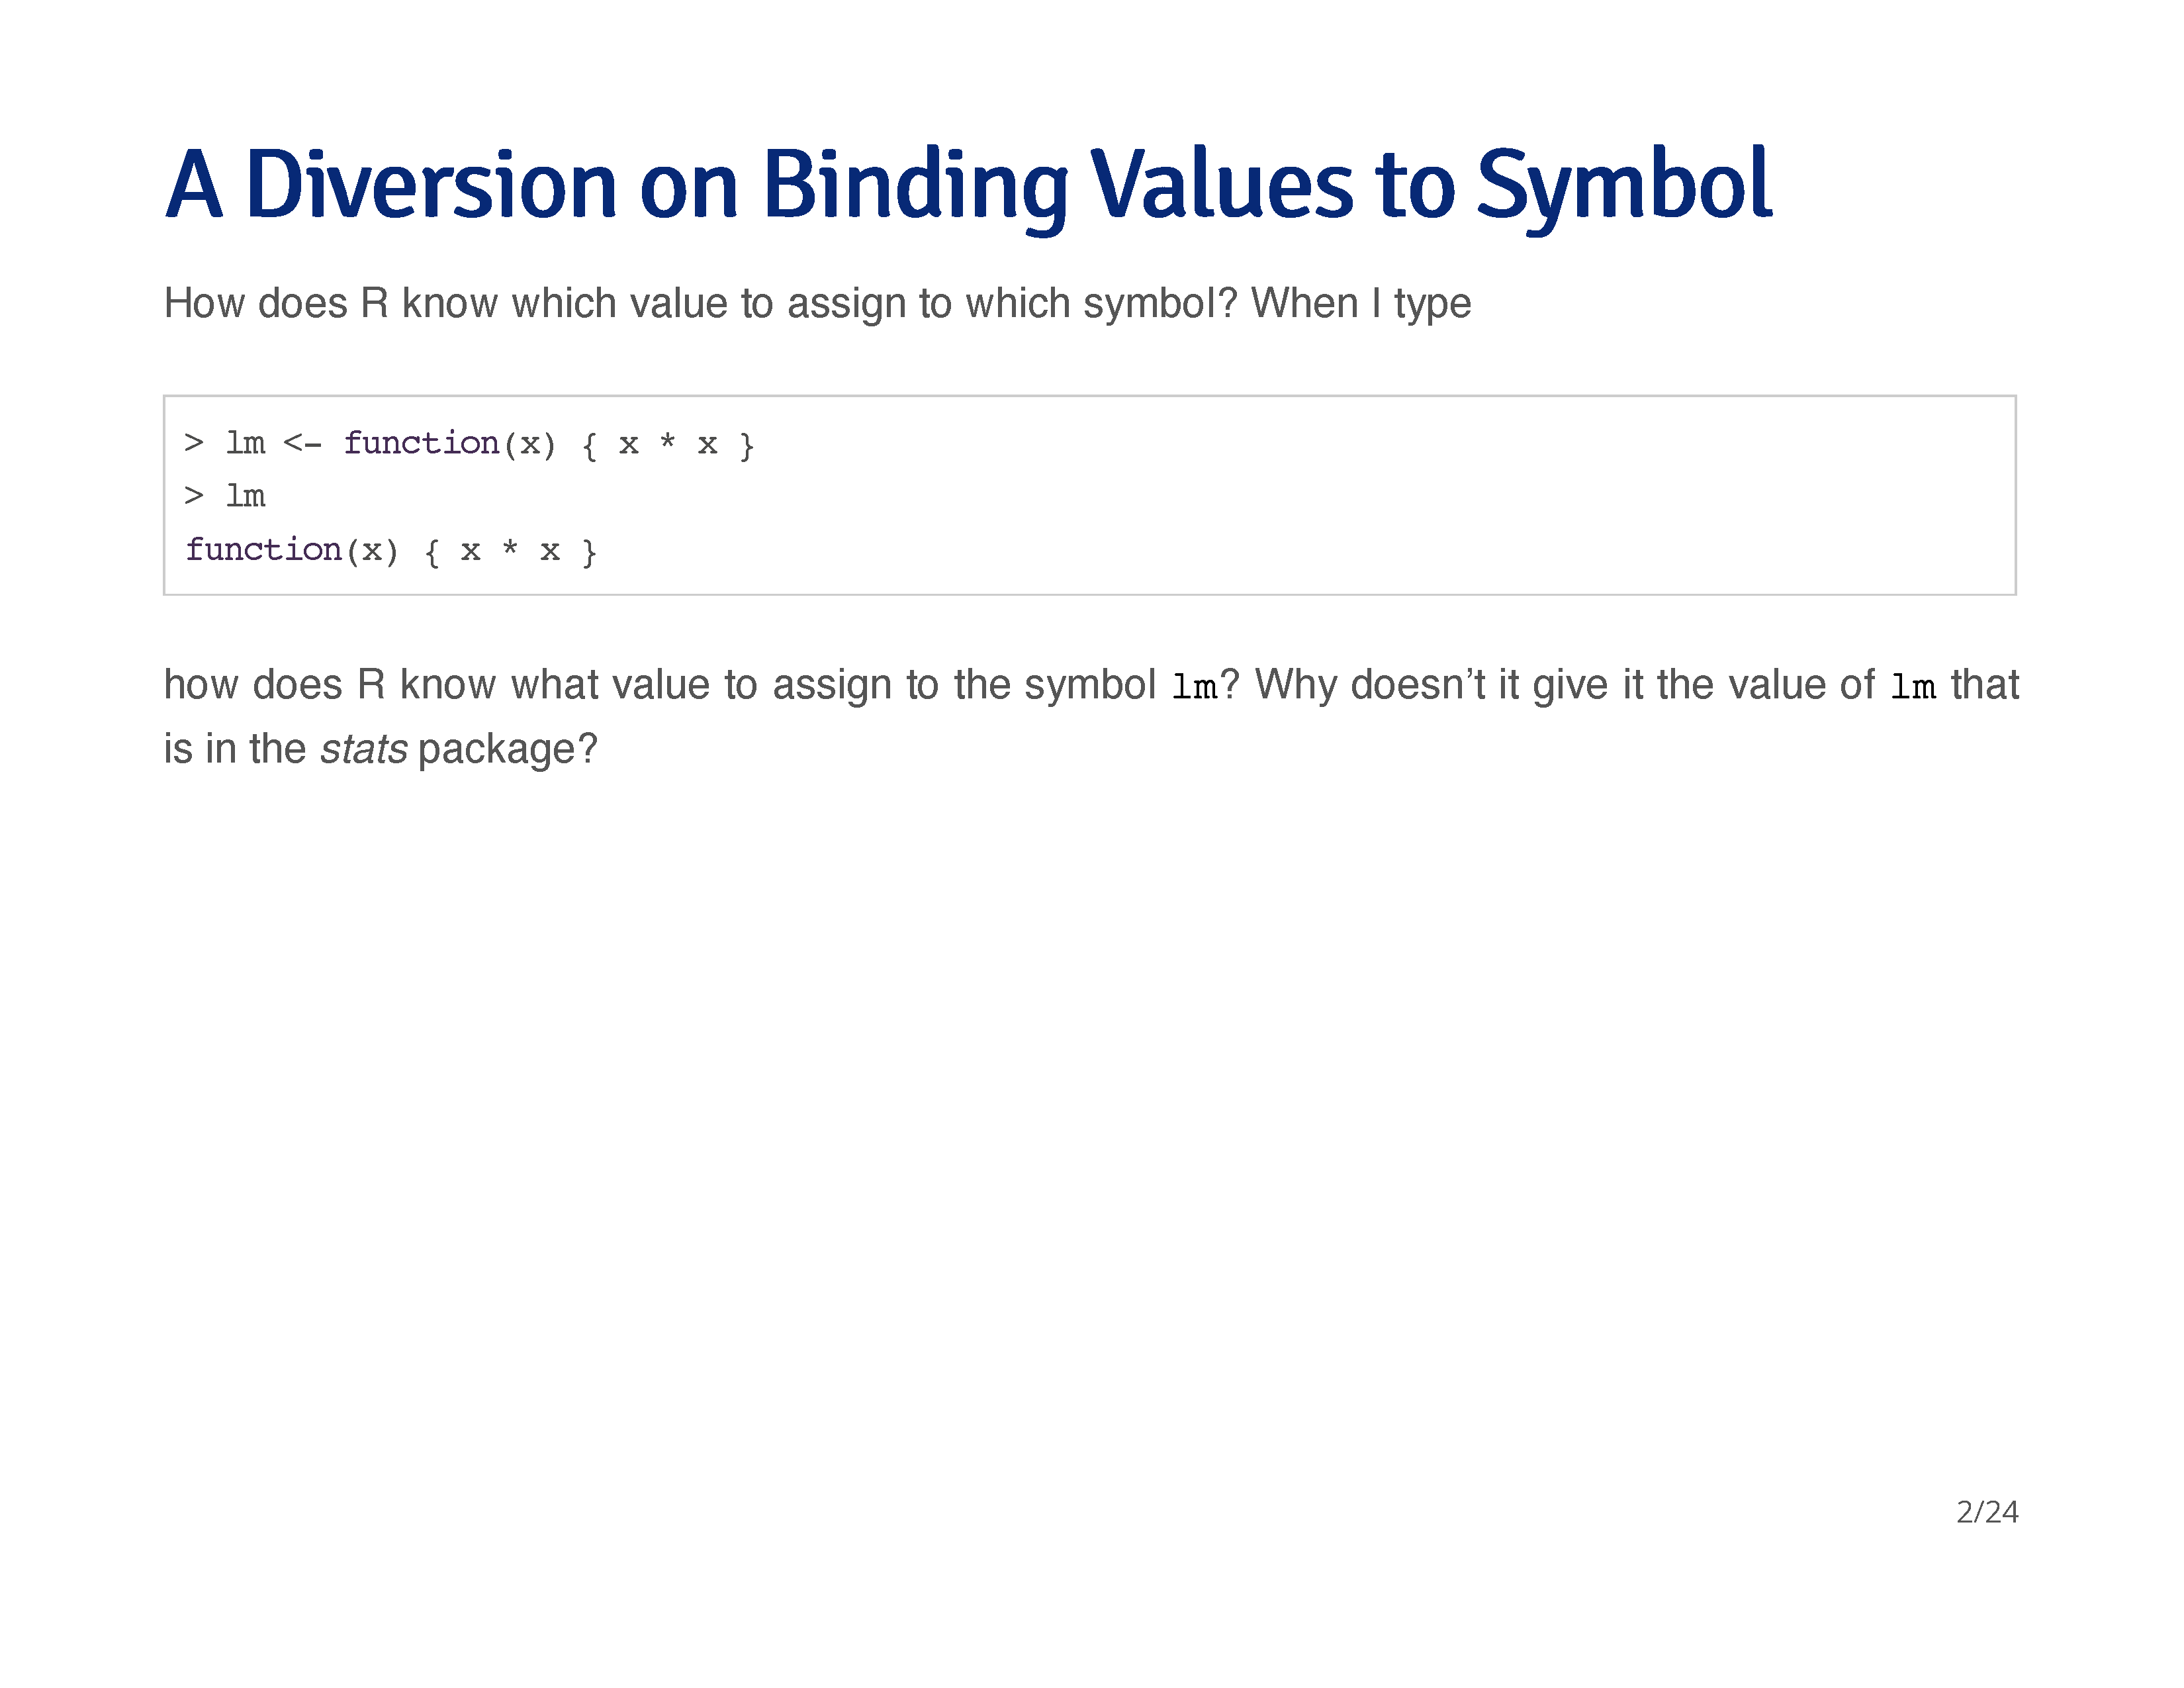 A Diversion on Binding Values to Symbol
How does R know which value to assign to which symbol? When I type
> lm <- function(x) { x * x }
> lm
function(x) { x * x }
how does R know what value to assign to the symbol lm? Why doesn’t it give it the value of lm that
is in the stats package?
2/24